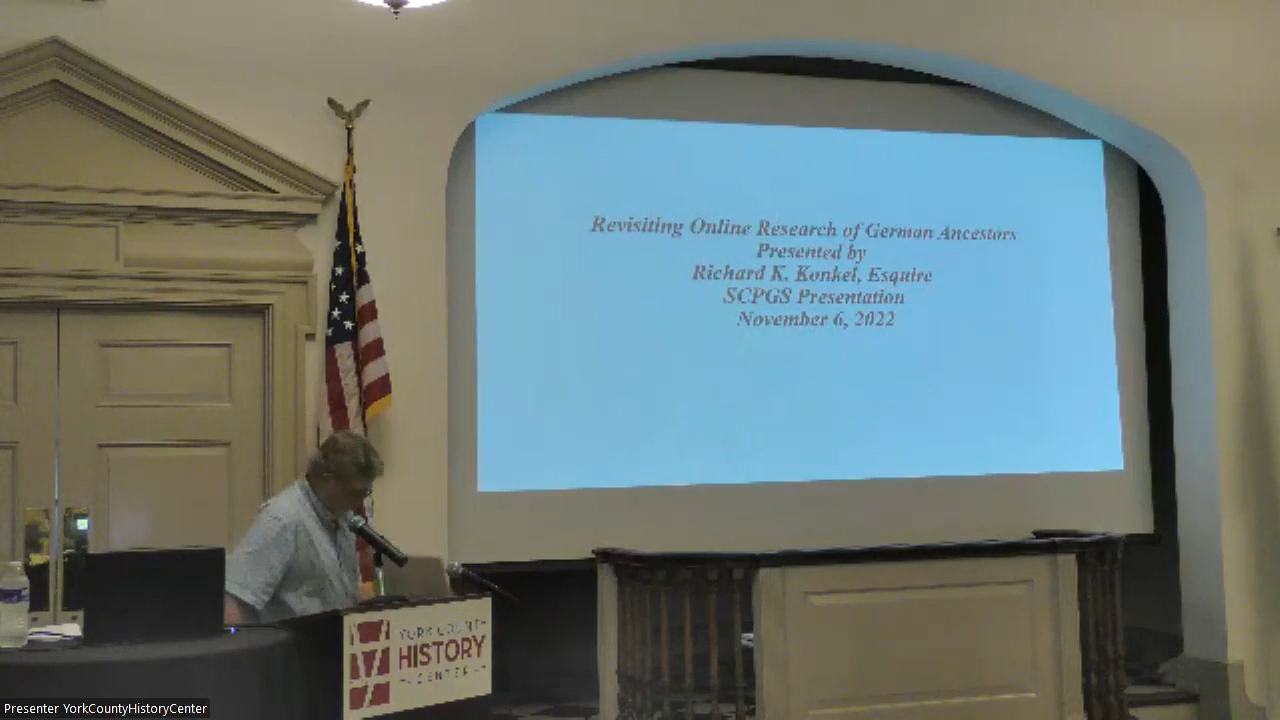 Revisiting Online Research of German Ancestors
Presented by
Richard K. Konkel, Esquire
SCPGS Presentation
November 6, 2022
YORK COUNTY
HISTORY
CENTER
Presenter YorkCountyHistoryCenter